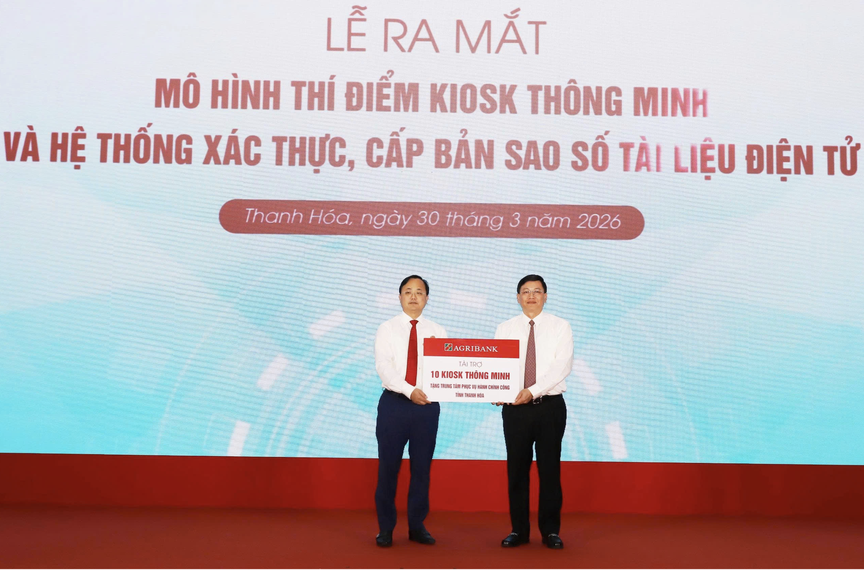 LỄ RA MẮT
MÔ HÌNH THÍ ĐIỂM KIOSK THÔNG MINH
VÀ HỆ THỐNG XÁC THỰC, CẤP BẢN SAO SỐ TÀI LIỆU ĐIỆN TỬ
Thanh Hóa, ngày 30 tháng 3 năm 2026
AGRIBANK
TÀI TRỢ
10 KIOSK THÔNG MINH
TẶNG TRUNG TÂM PHỤC VỤ HÀNH CHÍNH CÔNG
TỈNH THANH HÓA